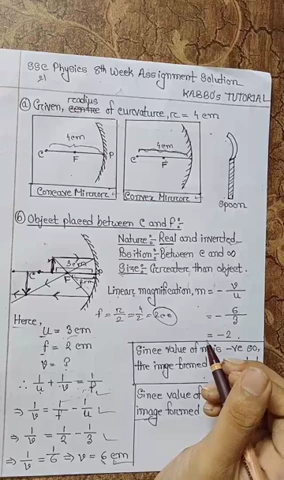 SSC Physics 8th Week Assignment Solution
21
KABBO's TUTORIAL
radius
ⓐ Given, centre of curvature, r = 4 cm
4cm
C
F
P
4cm
C
F
Concave Mirror
Convex Mirror
Spoon
ⓑ Object placed between C and F:-
Nature:- Real and inverted
Position:- Between C and ∞
Size:- Greater than object.
3cm
C
F
Linear magnification, m = - v/u
f = r/2 = 4/2 = 2cm
= - 6/3
= -2
Here,
u = 3 cm
f = 2 cm
v = ?
∴ 1/u + 1/v = 1/f
⇒ 1/v = 1/f - 1/u
⇒ 1/v = 1/2 - 1/3
⇒ 1/v = 1/6 ⇒ v = 6 cm
Since value of m is -ve so,
the image formed
Since value of
image formed